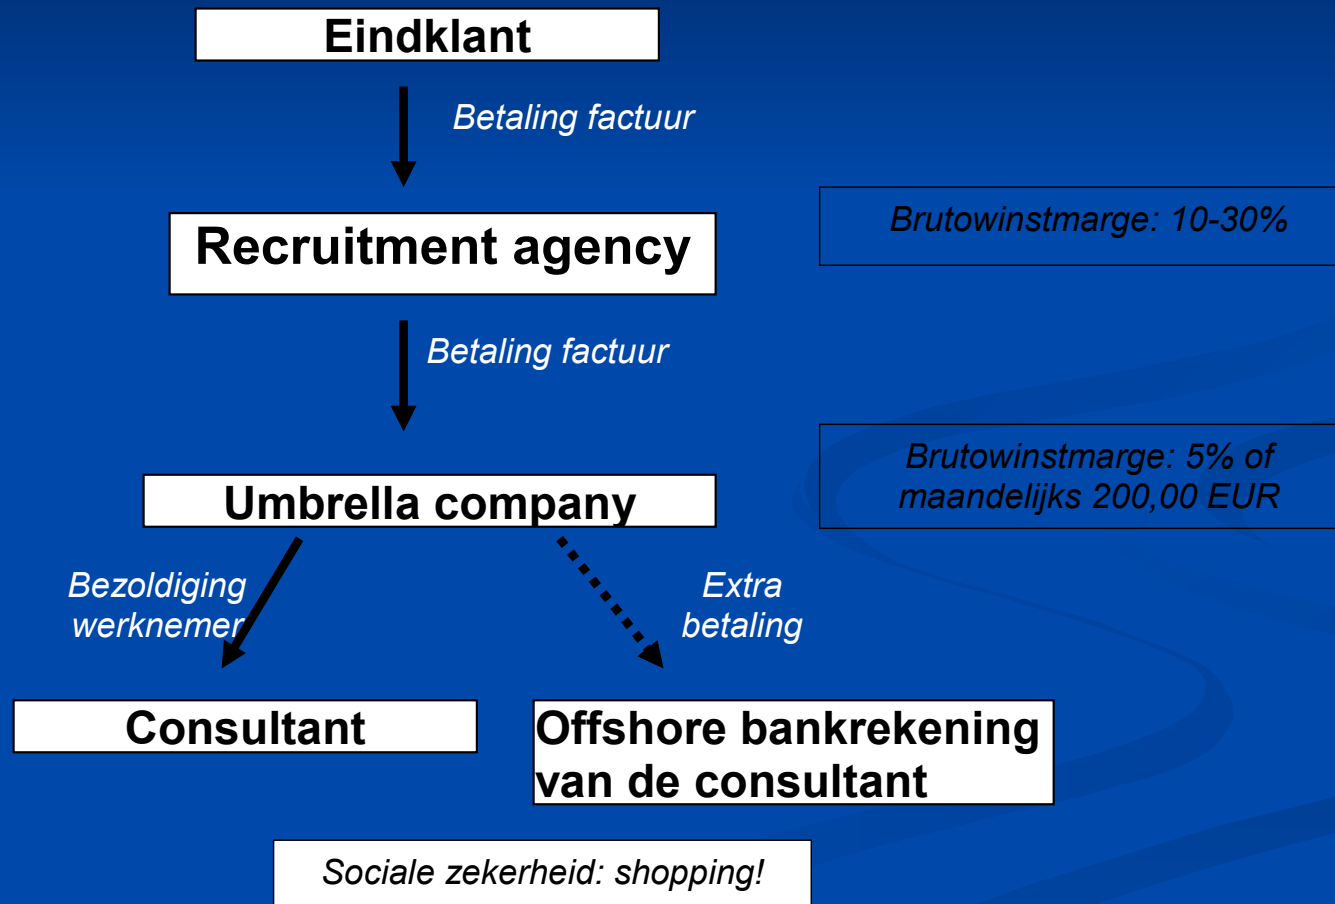 Eindklant
Betaling factuur
Recruitment agency
Brutowinstmarge: 10-30%
Betaling factuur
Brutowinstmarge: 5% of
maandelijks 200,00 EUR
Umbrella company
Bezoldiging
werknemer
Extra
betaling
Consultant
Offshore bankrekening
van de consultant
Sociale zekerheid: shopping!